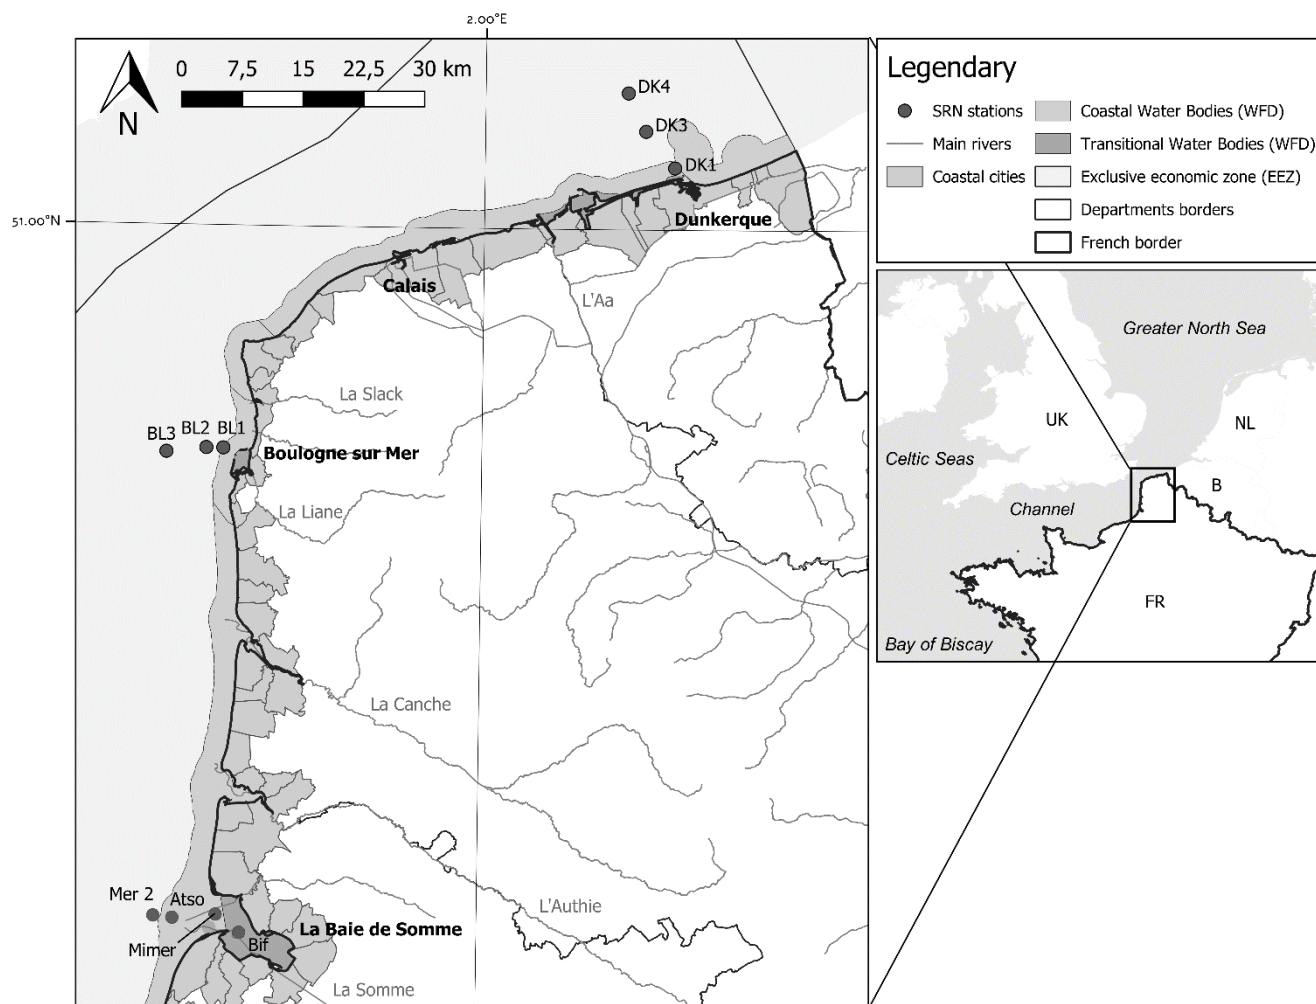 2.00°E
0 7,5 15 22,5 30 km
N
DK4
DK3
DK1
51.00°N
Dunkerque
Calais
L'Aa
La Slack
BL3 BL2 BL1
Boulogne sur Mer
La Liane
La Canche
Mer 2 Atso
L'Authie
La Baie de Somme
Mimer
Bif
La Somme
Legendary
SRN stations
Main rivers
Coastal cities
Coastal Water Bodies (WFD)
Transitional Water Bodies (WFD)
Exclusive economic zone (EEZ)
Departments borders
French border
Greater North Sea
UK
NL
Celtic Seas
B
Channel
FR
Bay of Biscay